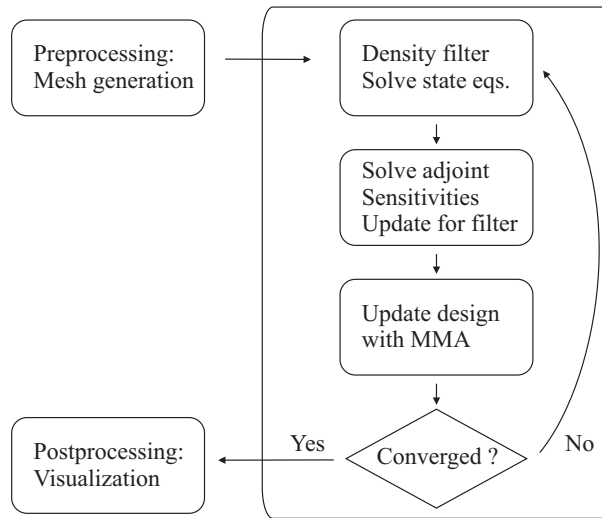 Preprocessing:
Mesh generation
Density filter
Solve state eqs.
Solve adjoint
Sensitivities
Update for filter
Update design
with MMA
Converged ?
Yes
No
Postprocessing:
Visualization